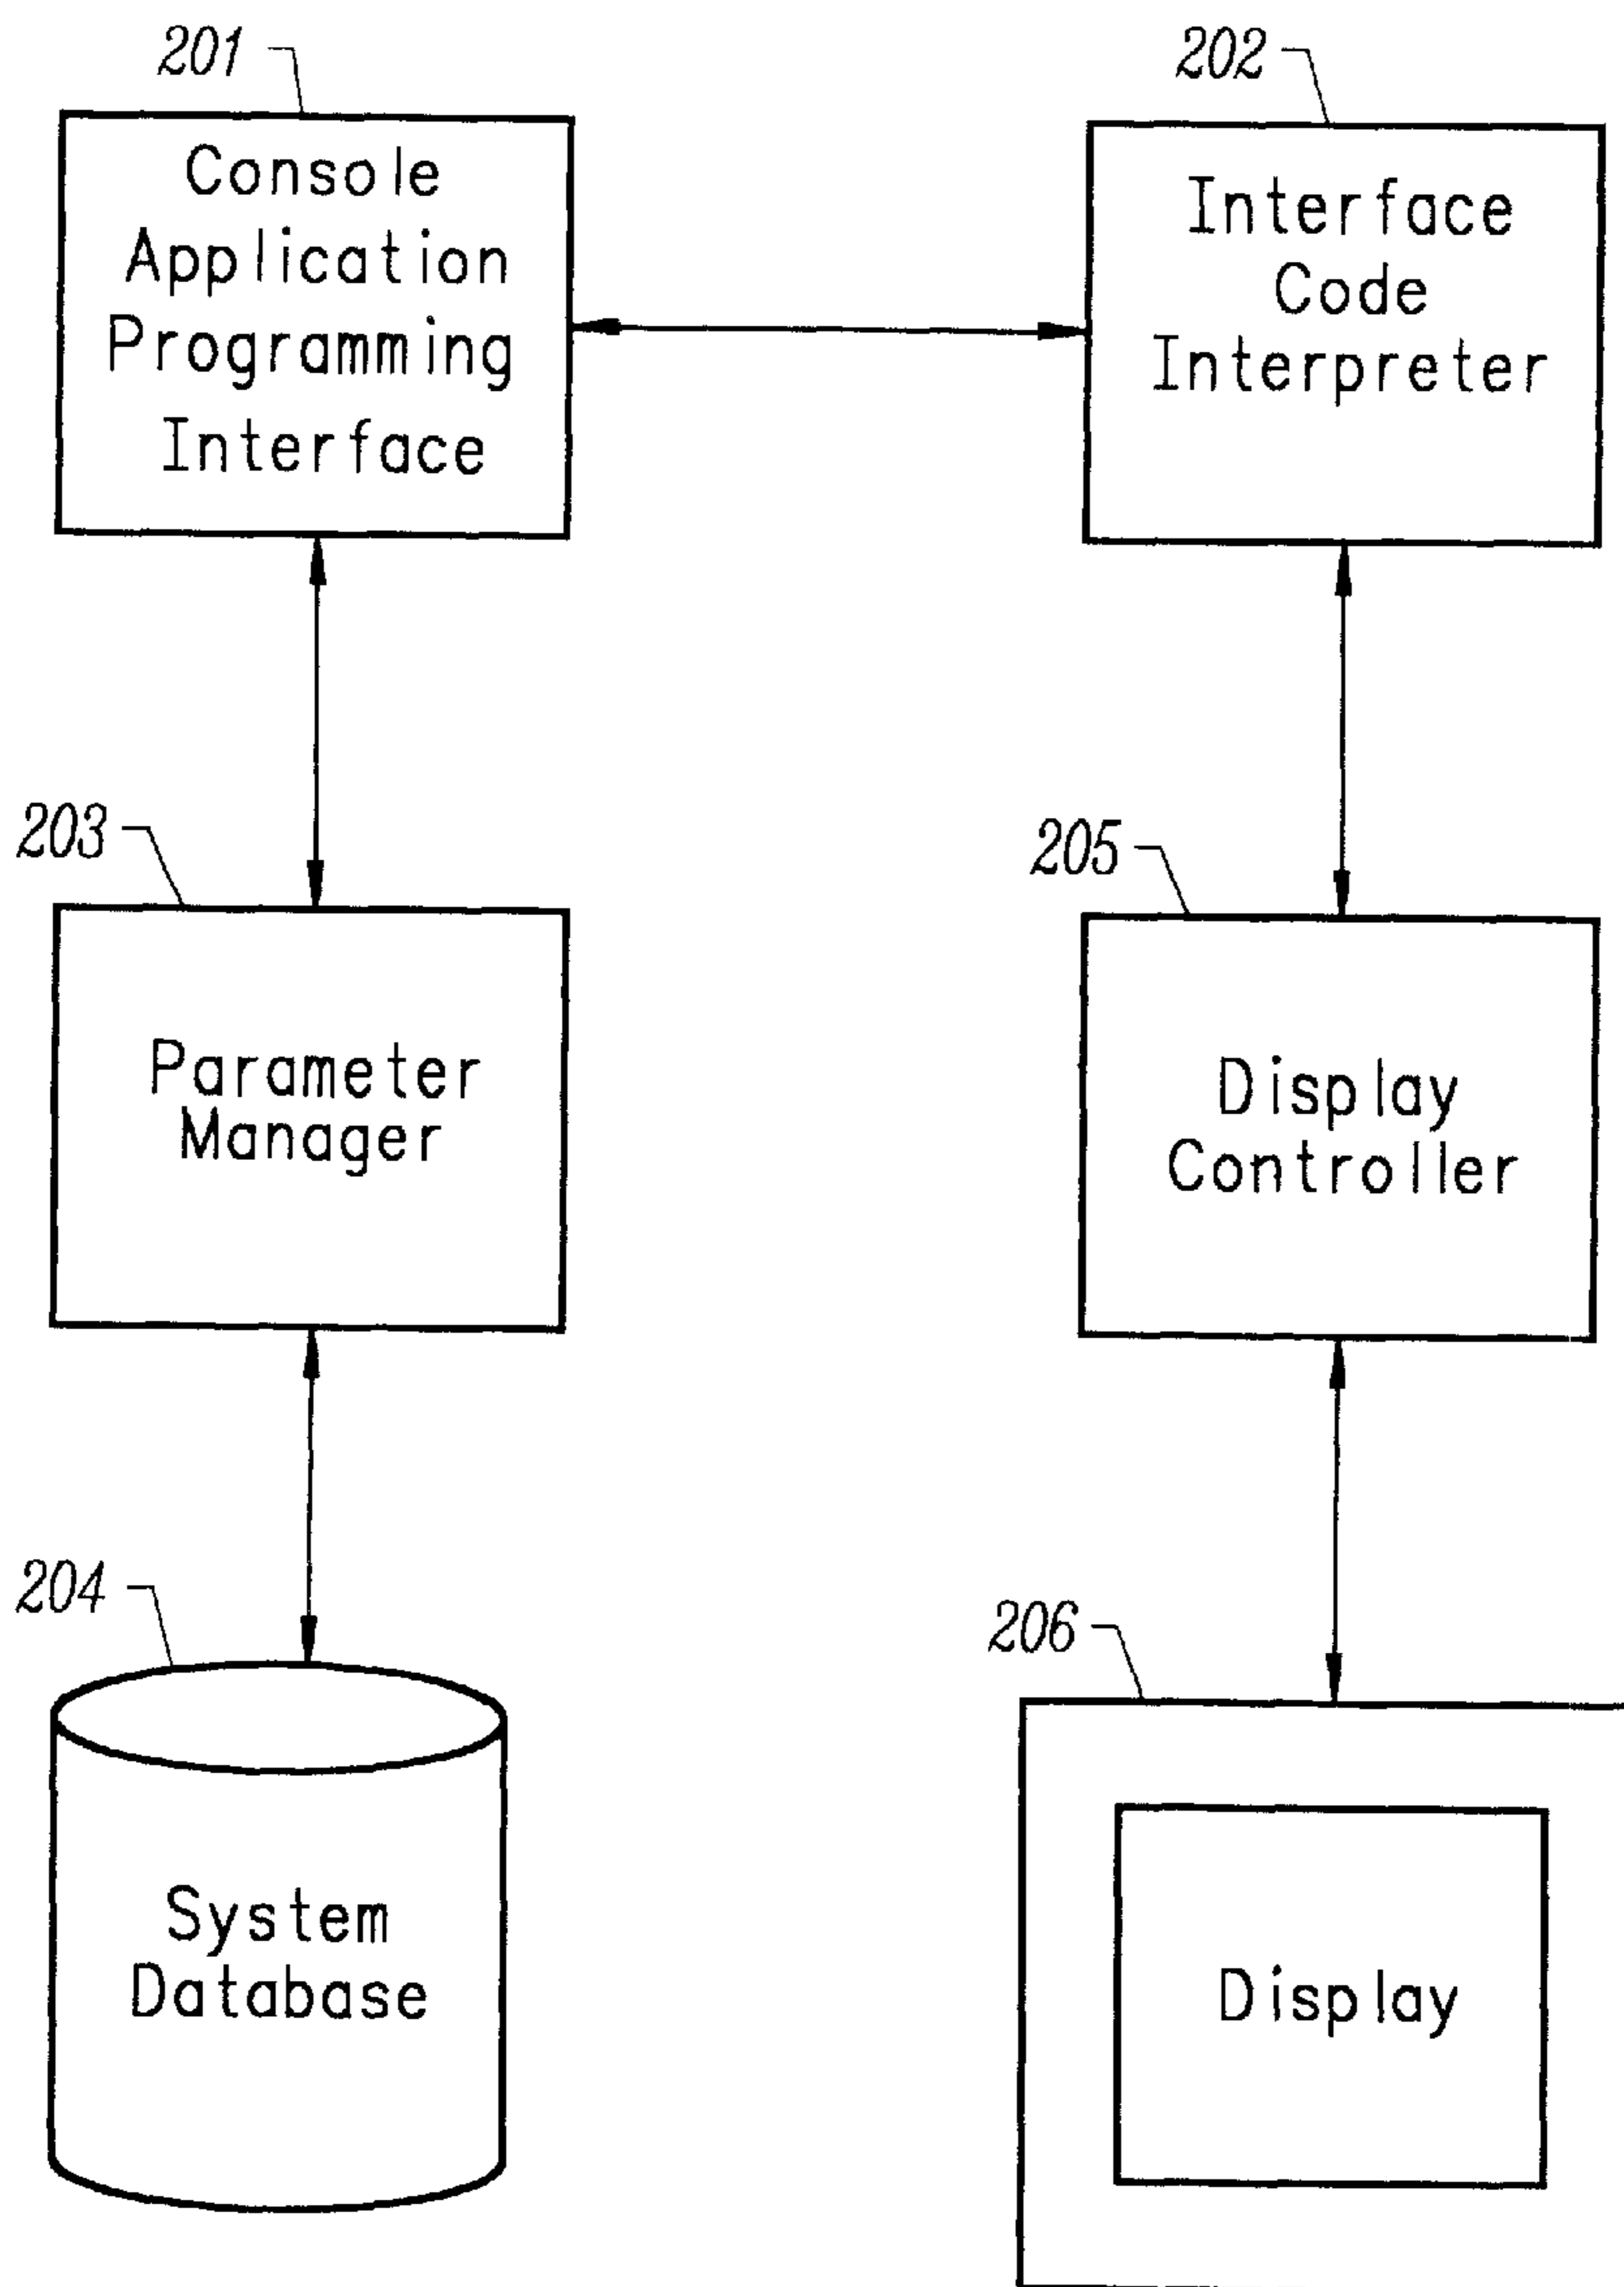 201
Console
Application
Programming
Interface
202
Interface
Code
Interpreter
203
Parameter
Manager
205
Display
Controller
204
System
Database
206
Display